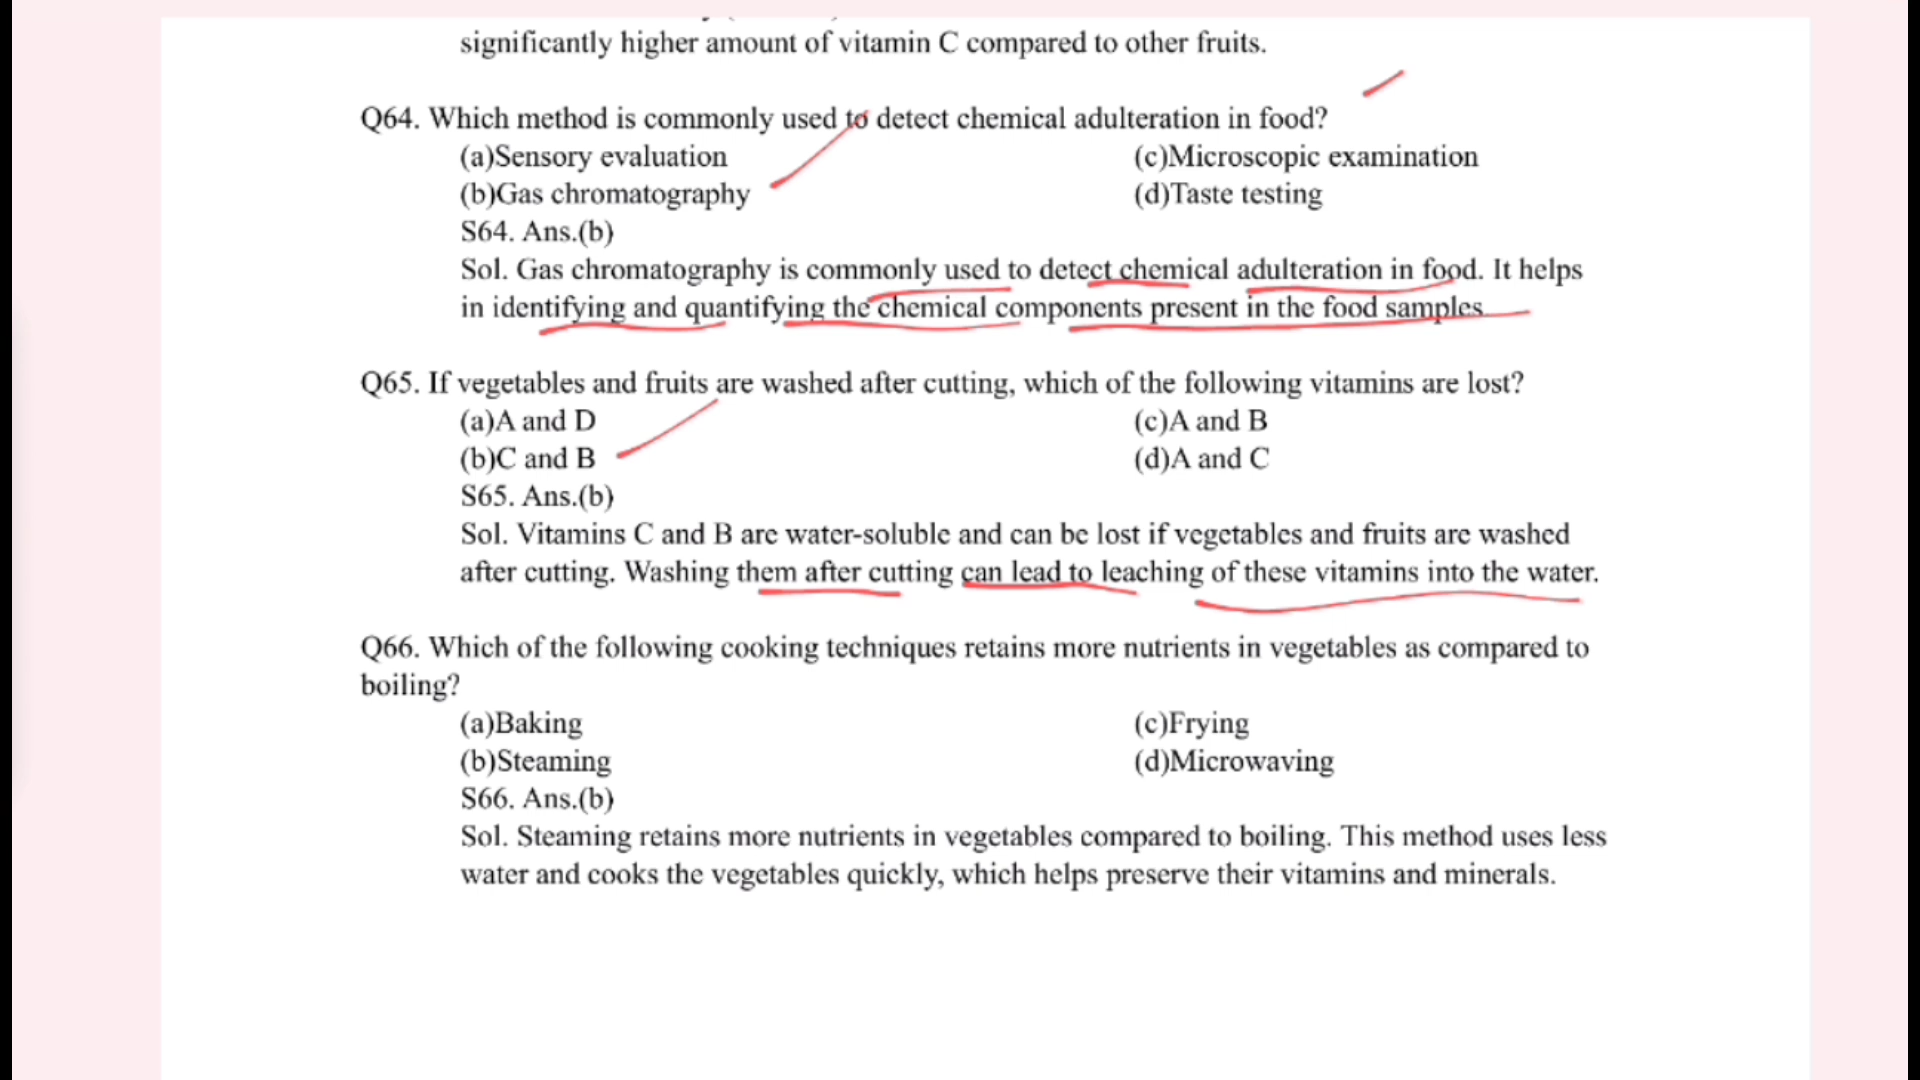 significantly higher amount of vitamin C compared to other fruits.
Q64. Which method is commonly used to detect chemical adulteration in food?
(a)Sensory evaluation (c)Microscopic examination
(b)Gas chromatography (d)Taste testing
S64. Ans.(b)
Sol. Gas chromatography is commonly used to detect chemical adulteration in food. It helps
in identifying and quantifying the chemical components present in the food samples.
Q65. If vegetables and fruits are washed after cutting, which of the following vitamins are lost?
(a)A and D (c)A and B
(b)C and B (d)A and C
S65. Ans.(b)
Sol. Vitamins C and B are water-soluble and can be lost if vegetables and fruits are washed
after cutting. Washing them after cutting can lead to leaching of these vitamins into the water.
Q66. Which of the following cooking techniques retains more nutrients in vegetables as compared to
boiling?
(a)Baking (c)Frying
(b)Steaming (d)Microwaving
S66. Ans.(b)
Sol. Steaming retains more nutrients in vegetables compared to boiling. This method uses less
water and cooks the vegetables quickly, which helps preserve their vitamins and minerals.